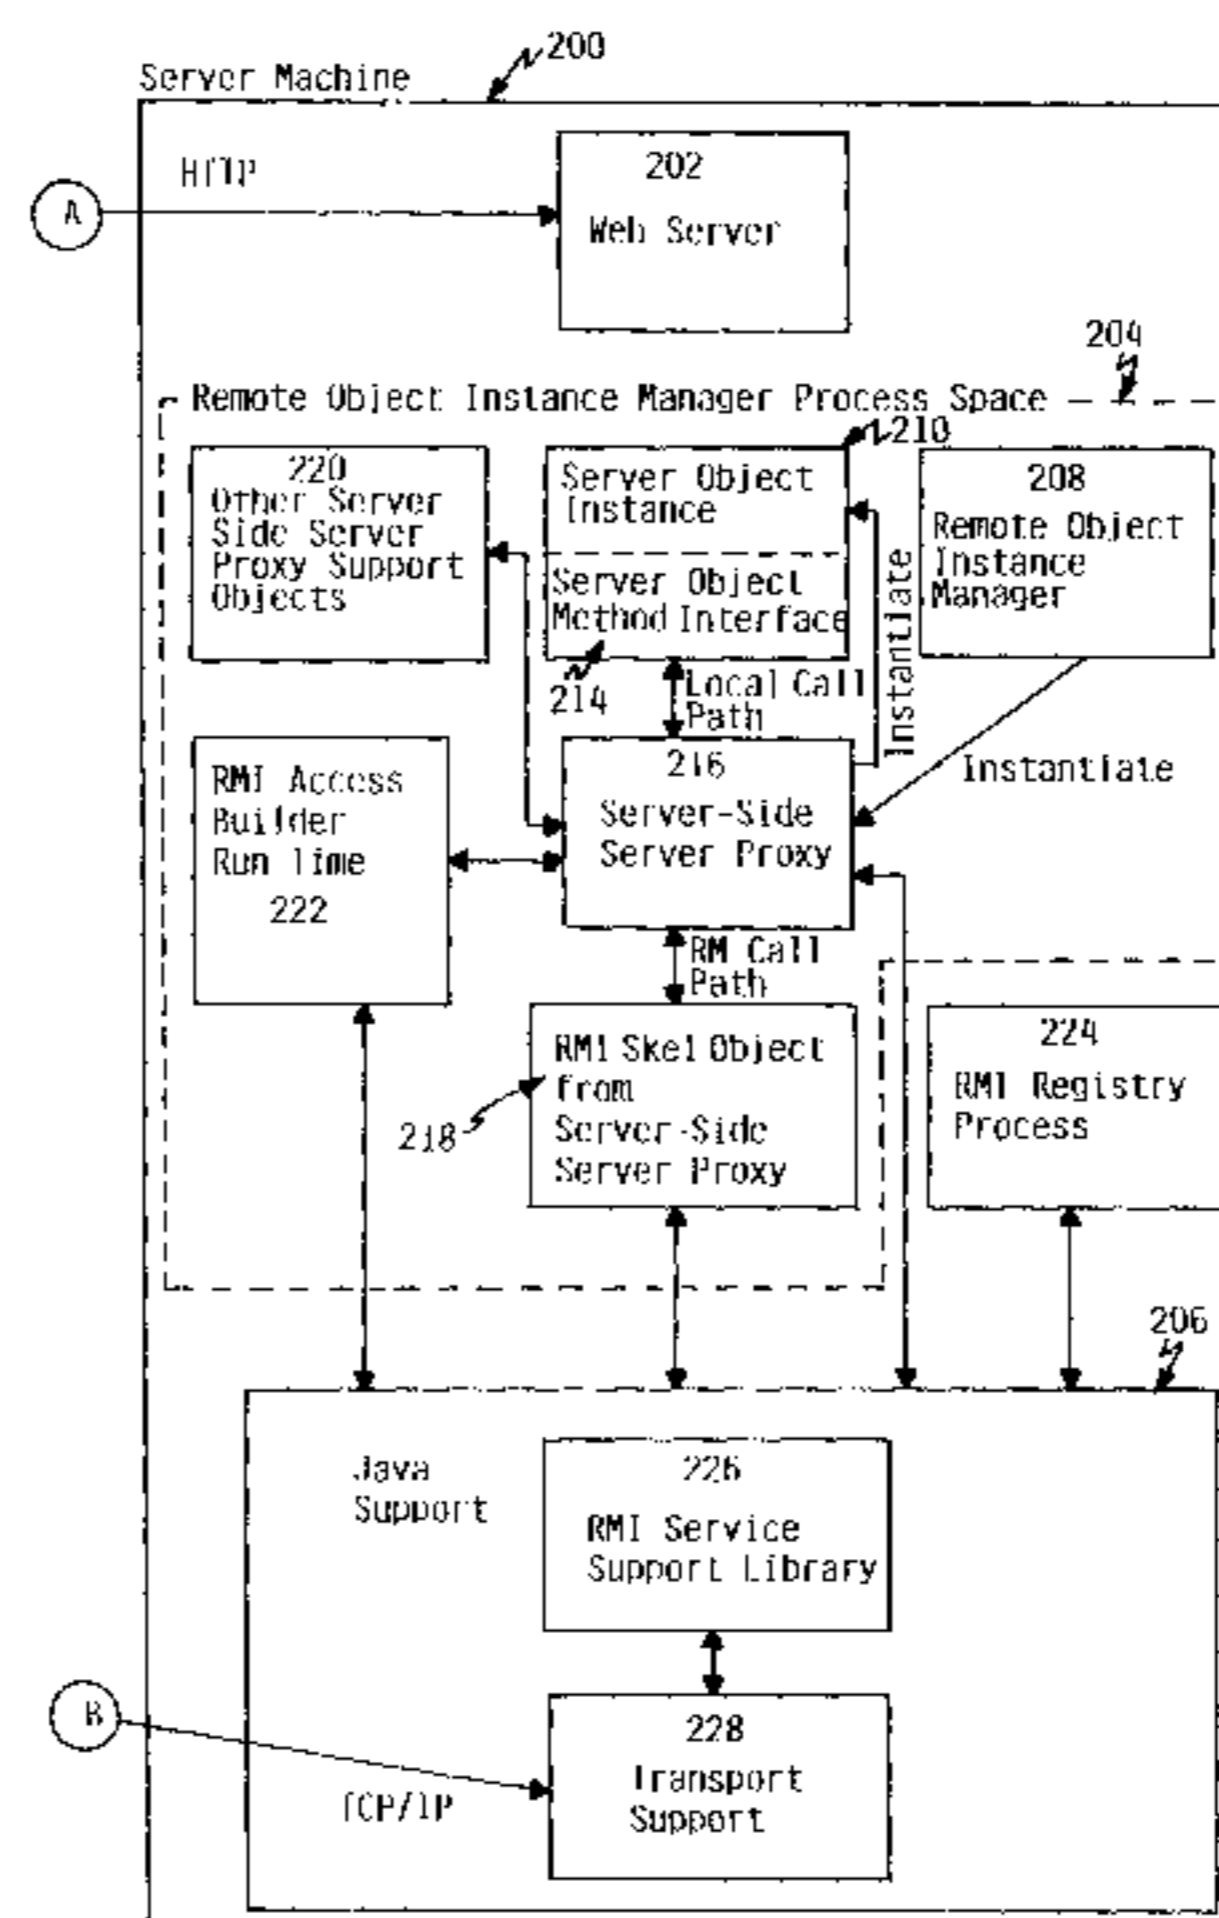 200
Server Machine
HTTP
202
A
Web Server
204
Remote Object Instance Manager Process Space
210
220
Other Server
Side Server
Proxy Support
Objects
Server Object
Instance
Server Object
Method Interface
208
Remote Object
Instance
Manager
Instantiate
214
Local Call
Path
RMI Access
Builder
Run Time
222
216
Server-Side
Server Proxy
Instantiate
RM Call
Path
RMI Skel Object
from
Server-Side
Server Proxy
218
224
RMI Registry
Process
206
Java
Support
226
RMI Service
Support Library
B
TCP/IP
228
Transport
Support